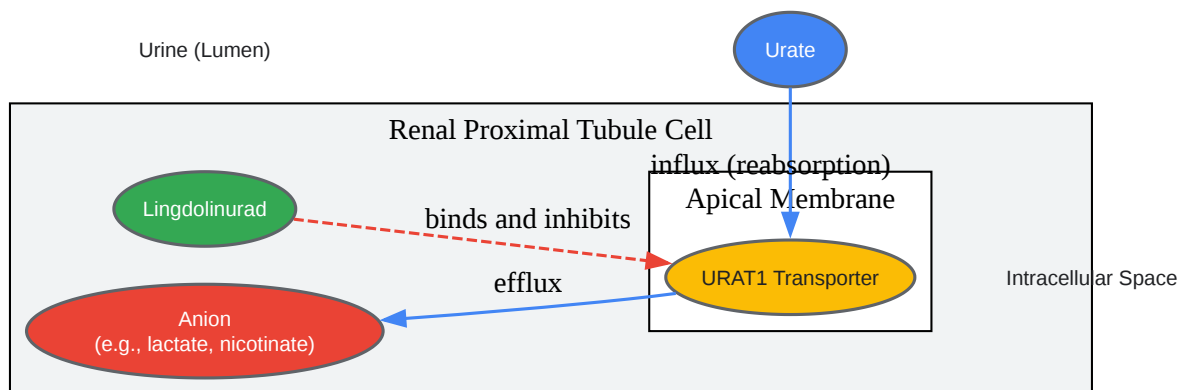 Urine (Lumen)
Urate
Renal Proximal Tubule Cell
influx (reabsorption)
Apical Membrane
Lingdolinurad
binds and inhibits
URAT1 Transporter
Intracellular Space
efflux
Anion
(e.g., lactate, nicotinate)